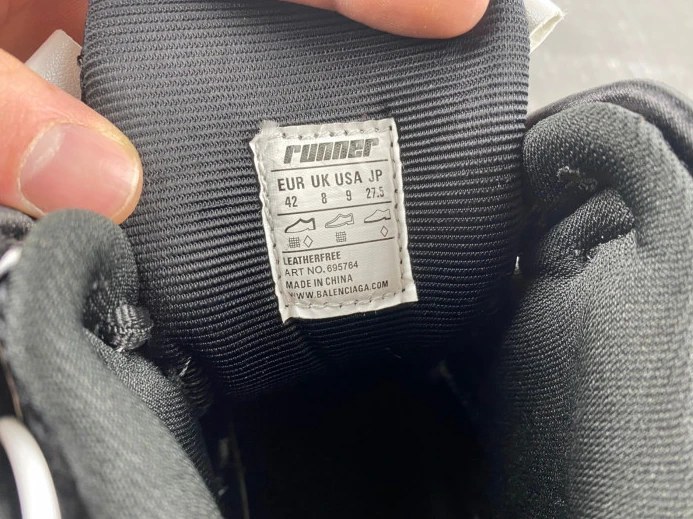 runner
EUR UK USA JP
42 8 9 27.5
LEATHERFREE
ART NO. 695764
MADE IN CHINA
WWW.BALENCIAGA.COM